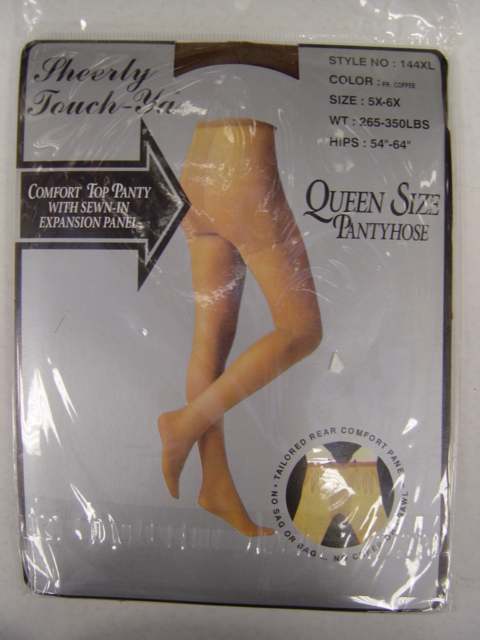 Sheerly
Touch-Ya
STYLE NO : 144XL
COLOR : FR. COFFEE
SIZE : 5X-6X
WT : 265-350LBS
HIPS : 54"-64"
COMFORT TOP PANTY
WITH SEWN-IN
EXPANSION PANEL
QUEEN SIZE
PANTYHOSE
• TAILORED REAR COMFORT PANEL
NO SAG OR BAG